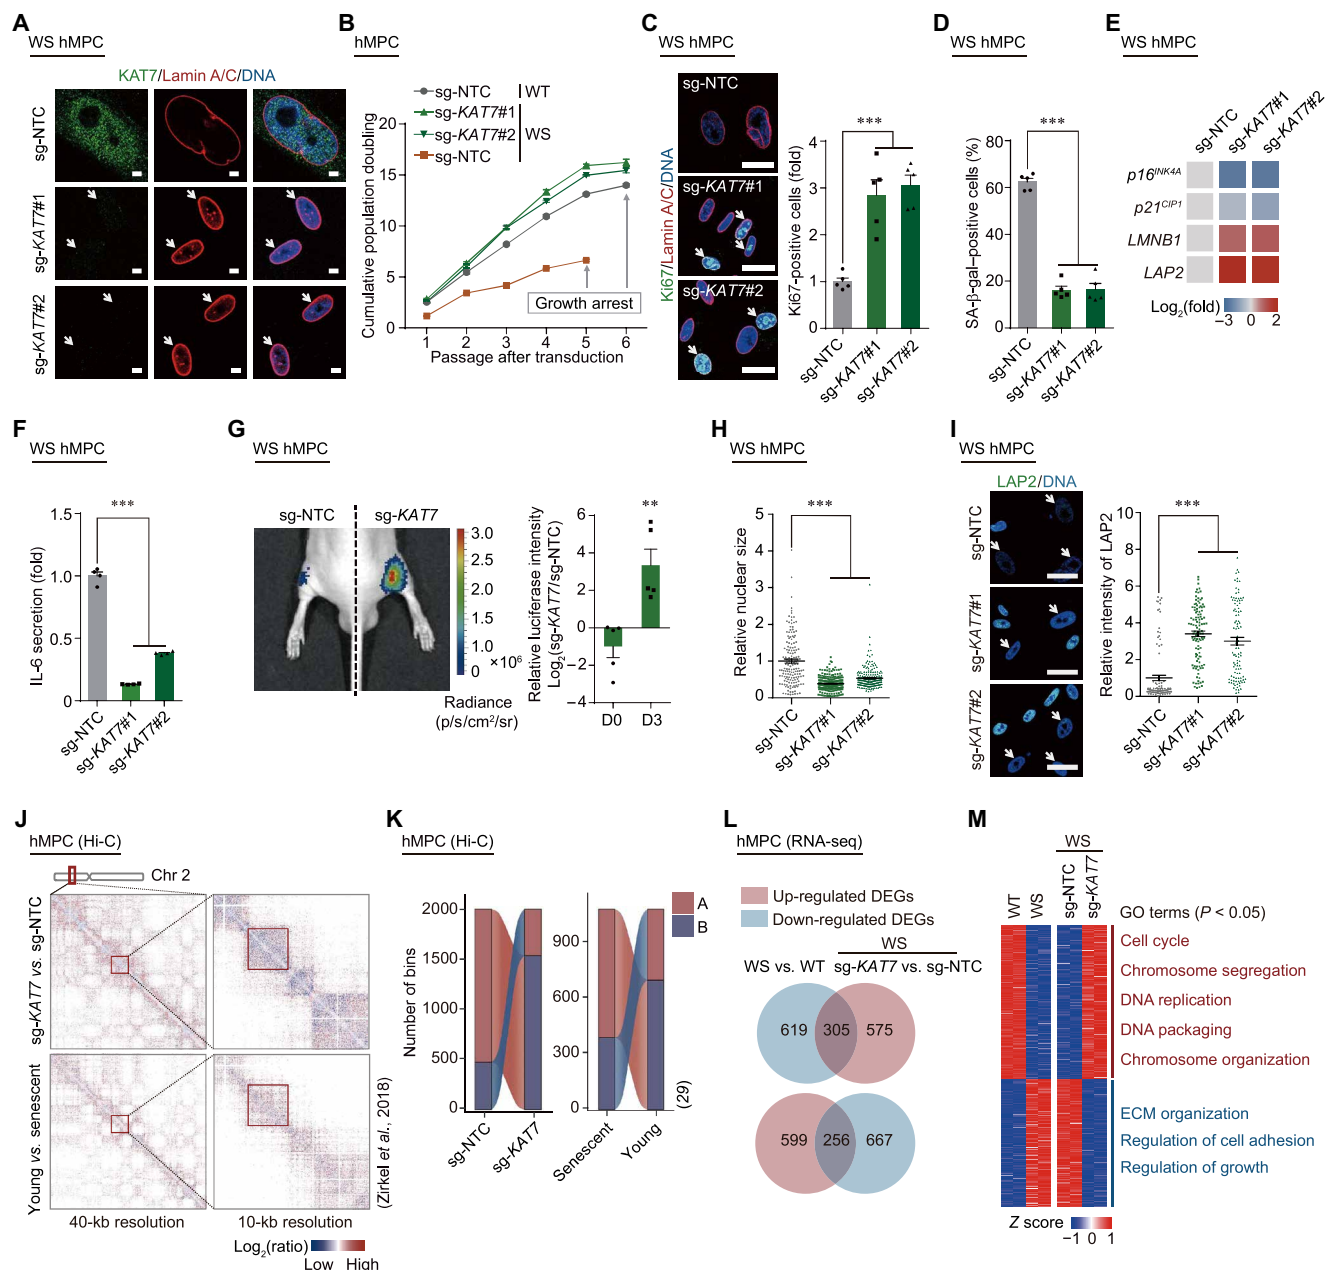 A
WS hMPC
KAT7/Lamin A/C/DNA
sg-NTC
sg-KAT7#1
sg-KAT7#2
B
hMPC
sg-NTC
WT
sg-KAT7#1
sg-KAT7#2
WS
sg-NTC
Cumulative population doubling
20
15
10
5
0
Growth arrest
1 2 3 4 5 6
Passage after transduction
C
WS hMPC
Ki67/Lamin A/C/DNA
sg-NTC
sg-KAT7#1
sg-KAT7#2
Ki67-positive cells (fold)
***
4
3
2
1
0
sg-NTC
sg-KAT7#1
sg-KAT7#2
D
WS hMPC
SA-β-gal–positive cells (%)
***
80
60
40
20
0
sg-NTC
sg-KAT7#1
sg-KAT7#2
E
WS hMPC
sg-NTC
sg-KAT7#1
sg-KAT7#2
p16INK4A
p21CIP1
LMNB1
LAP2
Log2(fold)
−3 0 2
F
WS hMPC
IL-6 secretion (fold)
***
1.5
1.0
0.5
0
sg-NTC
sg-KAT7#1
sg-KAT7#2
G
WS hMPC
sg-NTC
sg-KAT7
3.0
2.4
1.8
1.2
0.6
0
×10⁶
Radiance
(p/s/cm²/sr)
Relative luciferase intensity
Log2(sg-KAT7/sg-NTC)
**
6
4
2
0
−2
−4
D0 D3
H
WS hMPC
Relative nuclear size
***
5
4
3
2
1
0
sg-NTC
sg-KAT7#1
sg-KAT7#2
I
WS hMPC
LAP2/DNA
sg-NTC
sg-KAT7#1
sg-KAT7#2
Relative intensity of LAP2
***
10
8
6
4
2
0
sg-NTC
sg-KAT7#1
sg-KAT7#2
J
hMPC (Hi-C)
Chr 2
sg-KAT7 vs. sg-NTC
Young vs. senescent
(Zirkel et al., 2018)
40-kb resolution
10-kb resolution
Log2(ratio)
Low High
K
hMPC (Hi-C)
A
B
Number of bins
2000
1500
1000
500
0
sg-NTC
sg-KAT7
900
600
300
0
Senescent
Young
(29)
L
hMPC (RNA-seq)
Up-regulated DEGs
Down-regulated DEGs
WS
WS vs. WT sg-KAT7 vs. sg-NTC
619 305 575
599 256 667
M
WS
WT
WS
sg-NTC
sg-KAT7
GO terms (P < 0.05)
Cell cycle
Chromosome segregation
DNA replication
DNA packaging
Chromosome organization
ECM organization
Regulation of cell adhesion
Regulation of growth
Z score
−1 0 1